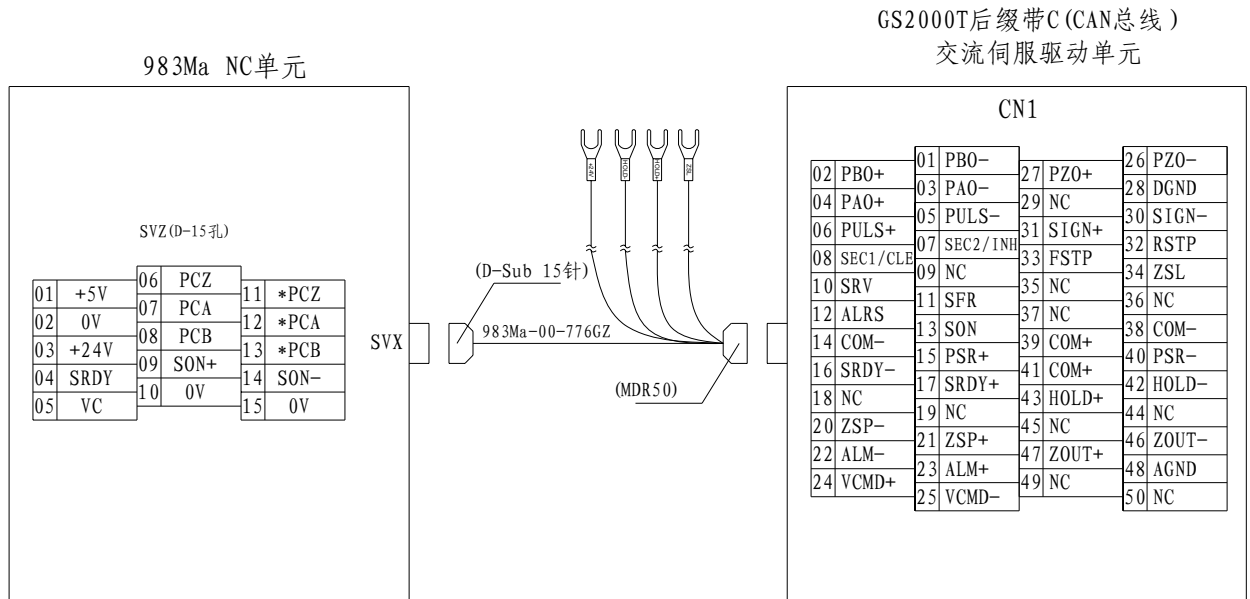 GS2000T后缀带C(CAN总线)
交流伺服驱动单元
983Ma NC单元
SVZ(D-15孔)
01 +5V
02 0V
03 +24V
04 SRDY
05 VC
06 PCZ
07 PCA
08 PCB
09 SON+
10 0V
11 *PCZ
12 *PCA
13 *PCB
14 SON-
15 0V
SVX
(D-Sub 15针)
983Ma-00-776GZ
(MDR50)
+24V
HOLD-
HOLD+
ZSL
CN1
02 PBO+
04 PAO+
06 PULS+
08 SEC1/CLE
10 SRV
12 ALRS
14 COM-
16 SRDY-
18 NC
20 ZSP-
22 ALM-
24 VCMD+
01 PBO-
03 PAO-
05 PULS-
07 SEC2/INH
09 NC
11 SFR
13 SON
15 PSR+
17 SRDY+
19 NC
21 ZSP+
23 ALM+
25 VCMD-
27 PZO+
29 NC
31 SIGN+
33 FSTP
35 NC
37 NC
39 COM+
41 COM+
43 HOLD+
45 NC
47 ZOUT+
49 NC
26 PZO-
28 DGND
30 SIGN-
32 RSTP
34 ZSL
36 NC
38 COM-
40 PSR-
42 HOLD-
44 NC
46 ZOUT-
48 AGND
50 NC